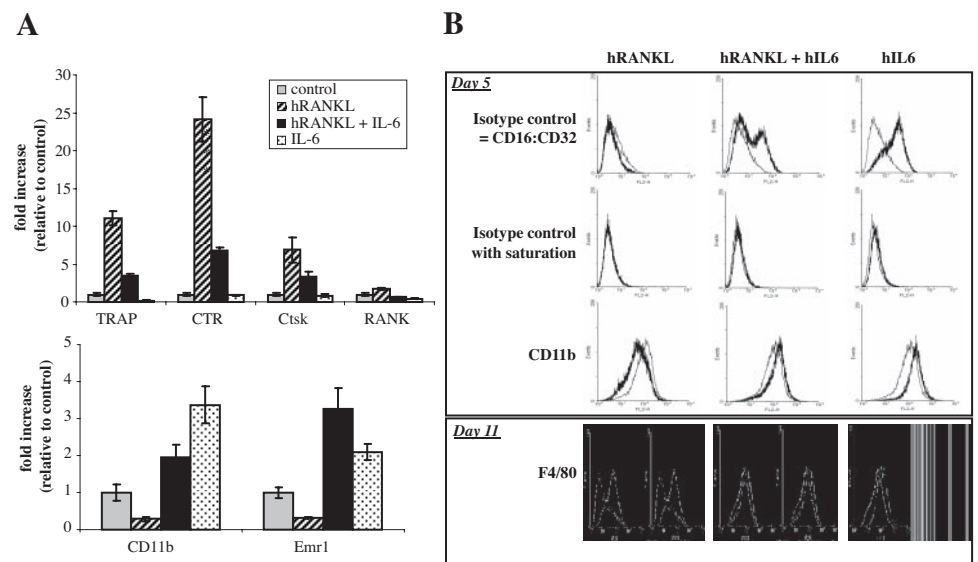 A
fold increase
(relative to control)
30
25
20
15
10
5
0
control
hRANKL
hRANKL + IL-6
IL-6
TRAP CTR Ctsk RANK
fold increase
(relative to control)
5
4
3
2
1
0
CD11b Emr1
B
hRANKL hRANKL + hIL6 hIL6
Day 5
Isotype control
= CD16:CD32
Isotype control
with saturation
CD11b
Events
Day 11
F4/80